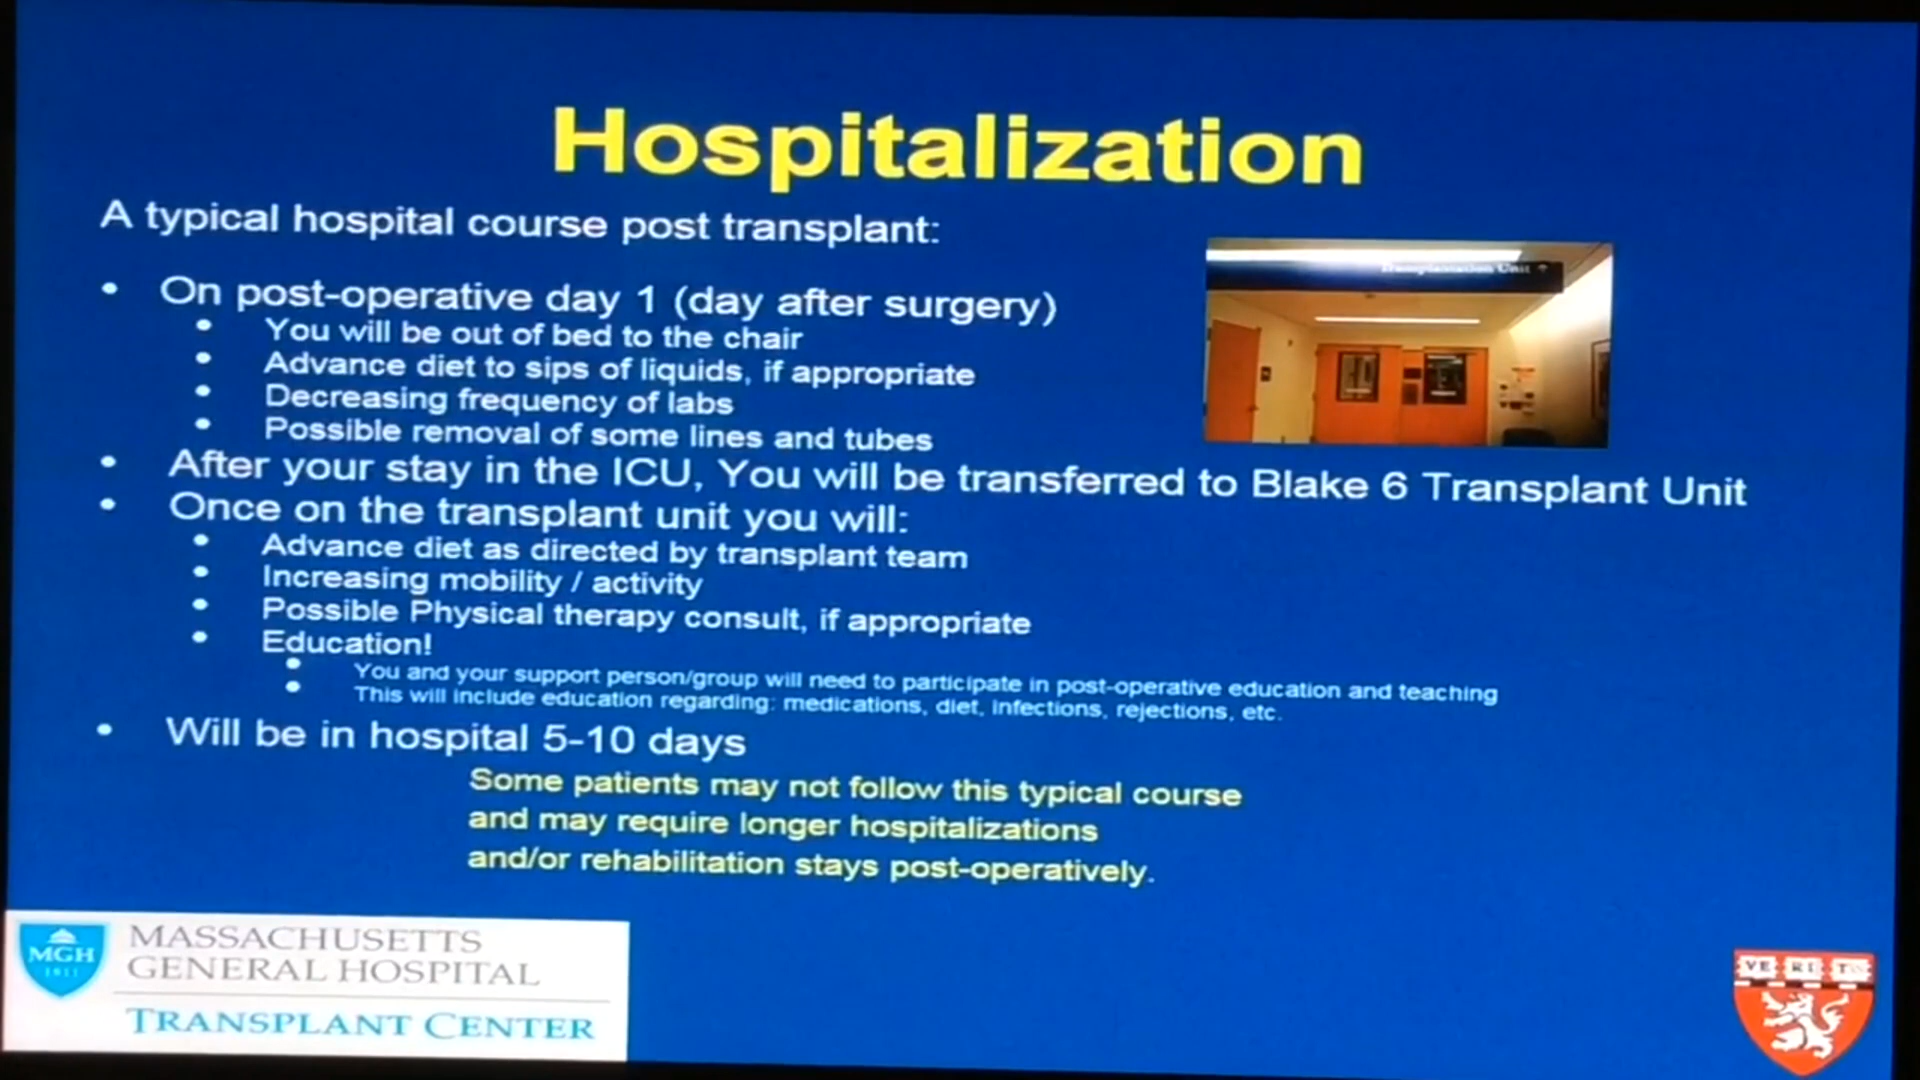 Hospitalization
A typical hospital course post transplant:
Transplantation Unit ↑
• On post-operative day 1 (day after surgery)
• You will be out of bed to the chair
• Advance diet to sips of liquids, if appropriate
• Decreasing frequency of labs
• Possible removal of some lines and tubes
• After your stay in the ICU, You will be transferred to Blake 6 Transplant Unit
• Once on the transplant unit you will:
• Advance diet as directed by transplant team
• Increasing mobility / activity
• Possible Physical therapy consult, if appropriate
• Education!
• You and your support person/group will need to participate in post-operative education and teaching
• This will include education regarding: medications, diet, infections, rejections, etc.
• Will be in hospital 5-10 days
Some patients may not follow this typical course
and may require longer hospitalizations
and/or rehabilitation stays post-operatively.
MGH
1811
MASSACHUSETTS
GENERAL HOSPITAL
TRANSPLANT CENTER
VE RI TAS